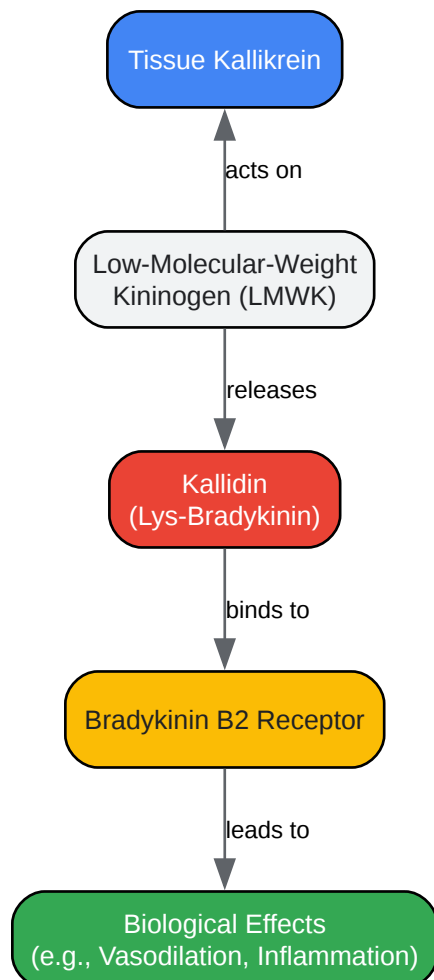 Tissue Kallikrein
acts on
Low-Molecular-Weight
Kininogen (LMWK)
releases
Kallidin
(Lys-Bradykinin)
binds to
Bradykinin B2 Receptor
leads to
Biological Effects
(e.g., Vasodilation, Inflammation)